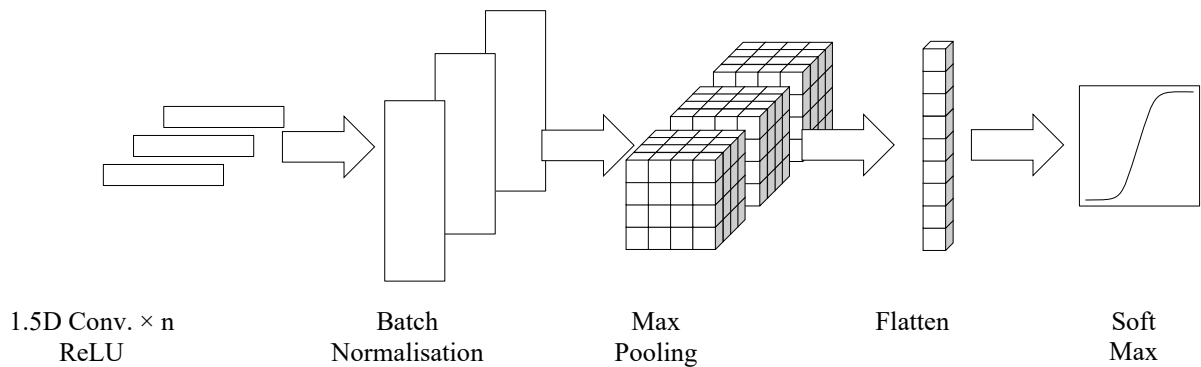 1.5D Conv. × n
ReLU
Batch
Normalisation
Max
Pooling
Flatten
Soft
Max